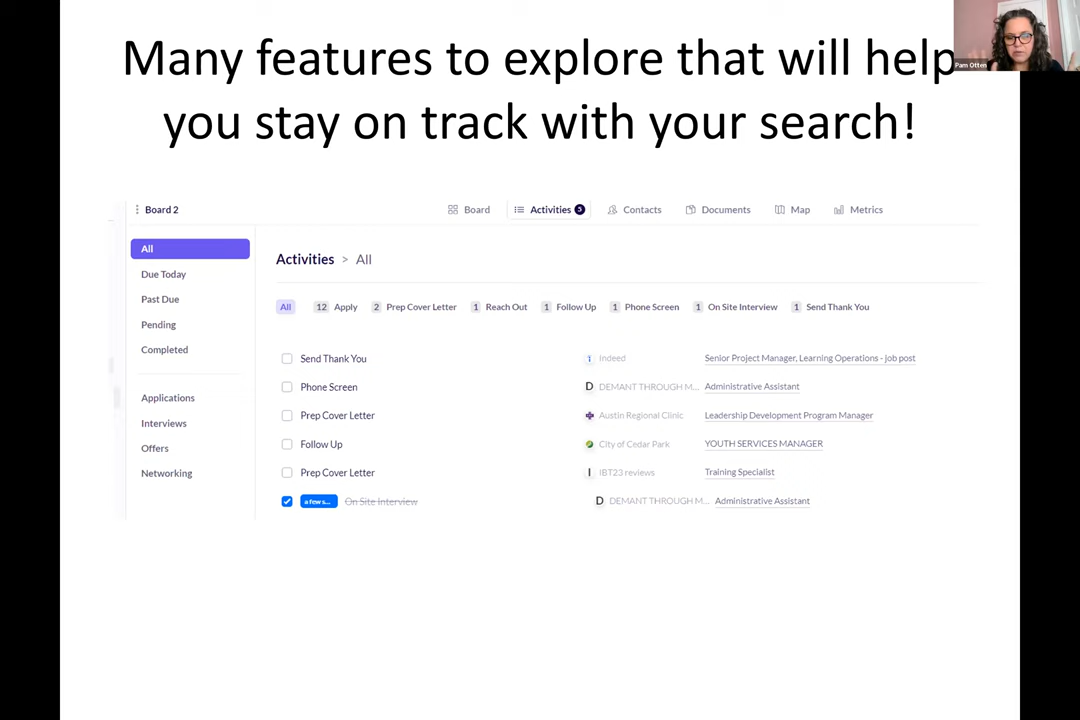 Many features to explore that will help
you stay on track with your search!
Pam Otten
Board 2
Board
Activities 5
Contacts
Documents
Map
Metrics
All
Due Today
Past Due
Pending
Completed
Applications
Interviews
Offers
Networking
Activities > All
All 12 Apply 2 Prep Cover Letter 1 Reach Out 1 Follow Up 1 Phone Screen 1 On Site Interview 1 Send Thank You
Send Thank You Indeed Senior Project Manager, Learning Operations - job post
Phone Screen D DEMANT THROUGH M... Administrative Assistant
Prep Cover Letter Austin Regional Clinic Leadership Development Program Manager
Follow Up City of Cedar Park YOUTH SERVICES MANAGER
Prep Cover Letter I IBT23 reviews Training Specialist
a few s... On Site Interview D DEMANT THROUGH M... Administrative Assistant